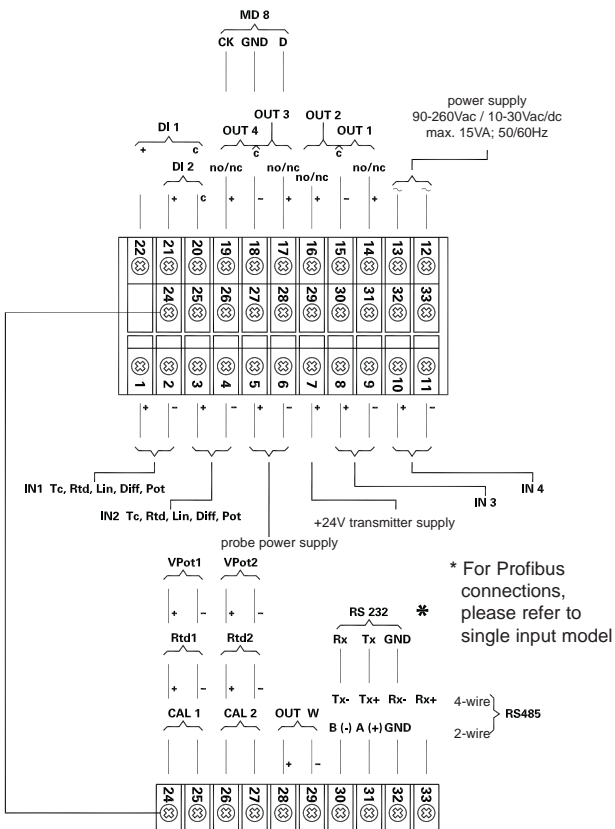 MD 8
CK GND D
OUT 3 OUT 2
OUT 4 OUT 1
c c
power supply
90-260Vac / 10-30Vac/dc
max. 15VA; 50/60Hz
DI 1
+ c
DI 2
no/nc no/nc no/nc no/nc
+ c + – + + – + ~ ~
22 21 20 19 18 17 16 15 14 13 12
24 25 26 27 28 29 30 31 32 33
1 2 3 4 5 6 7 8 9 10 11
+ – + – + – + + – + –
IN1 Tc, Rtd, Lin, Diff, Pot
IN2 Tc, Rtd, Lin, Diff, Pot
probe power supply
+24V transmitter supply
IN 3
IN 4
VPot1 VPot2
+ – + –
Rtd1 Rtd2
+ – + –
CAL 1 CAL 2 OUT W
+ –
RS 232 *
Rx Tx GND
Tx- Tx+ Rx- Rx+ 4-wire
B (-) A (+) GND 2-wire
RS485
* For Profibus
connections,
please refer to
single input model
24 25 26 27 28 29 30 31 32 33